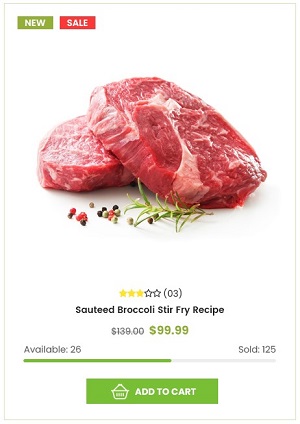 NEW SALE
(03)
Sauteed Broccoli Stir Fry Recipe
$139.00 $99.99
Available: 26 Sold: 125
ADD TO CART